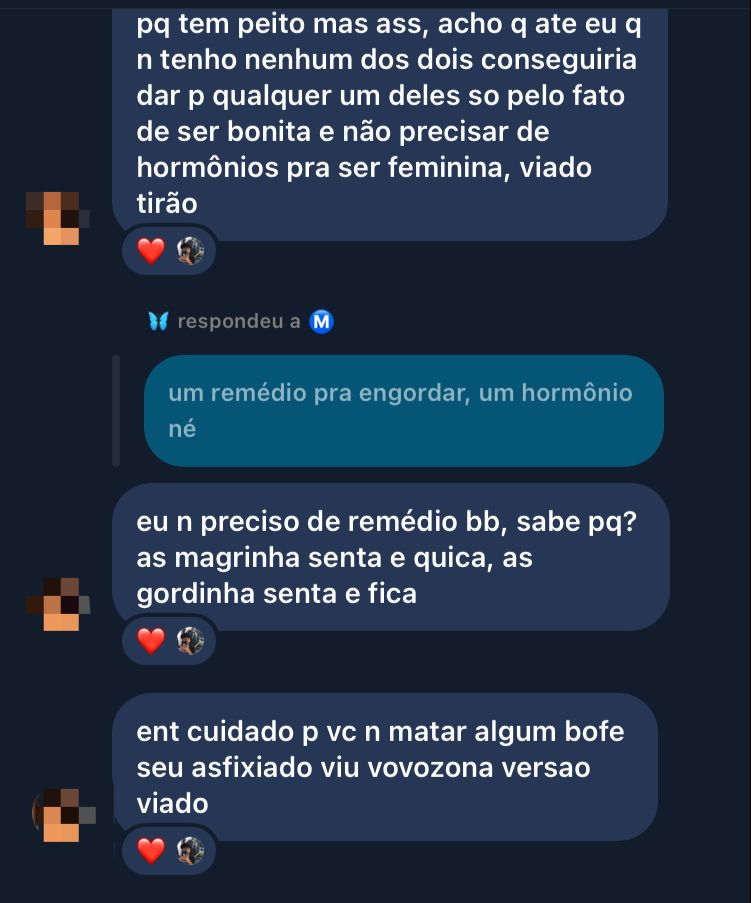 pq tem peito mas ass, acho q ate eu q
n tenho nenhum dos dois conseguiria
dar p qualquer um deles so pelo fato
de ser bonita e não precisar de
hormônios pra ser feminina, viado
tirão
respondeu a Ⓜ️
um remédio pra engordar, um hormônio
né
eu n preciso de remédio bb, sabe pq?
as magrinha senta e quica, as
gordinha senta e fica
ent cuidado p vc n matar algum bofe
seu asfixiado viu vovozona versao
viado